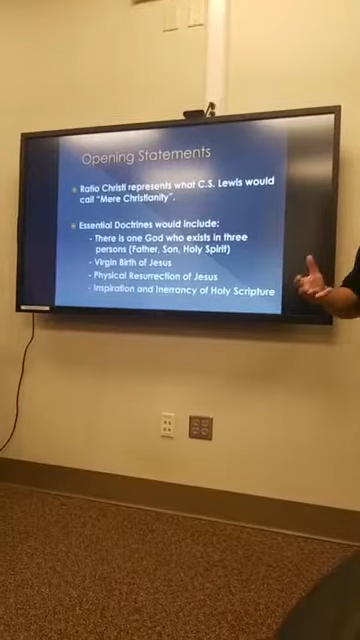 Opening Statements
Ratio Christi represents what C.S. Lewis would
call "Mere Christianity".
Essential Doctrines would include:
- There is one God who exists in three
persons (Father, Son, Holy Spirit)
- Virgin Birth of Jesus
- Physical Resurrection of Jesus
- Inspiration and Inerrancy of Holy Scripture